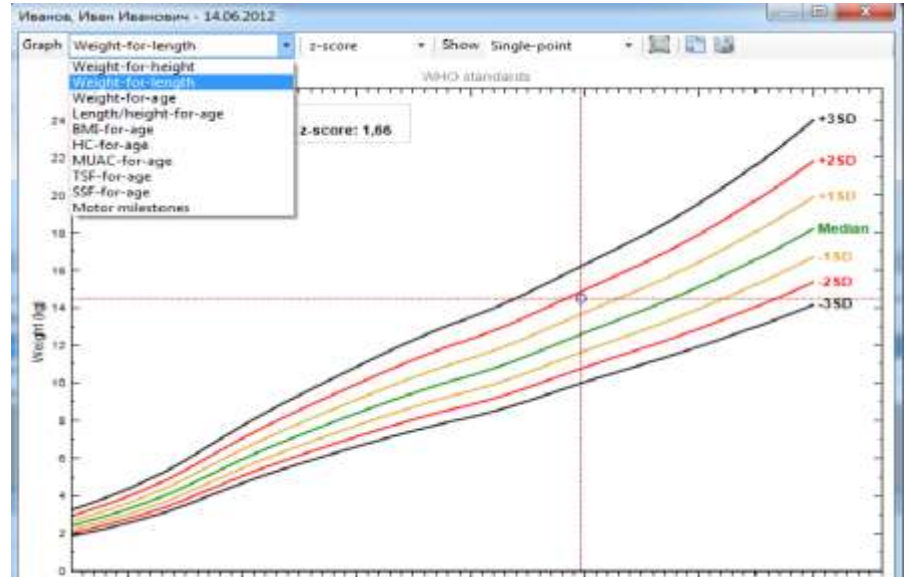 Иванов, Иван Иванович - 14.06.2012
Graph Weight-for-length z-score Show Single-point
Weight-for-height
Weight-for-length
Weight-for-age
Length/height-for-age
BMI-for-age
HC-for-age
MUAC-for-age
TSF-for-age
SSF-for-age
Motor milestones
WHO standards
z-score: 1,66
Weight (kg)
24
22
20
18
16
14
12
10
8
6
4
2
0
+3SD
+2SD
+1SD
Median
-1SD
-2SD
-3SD